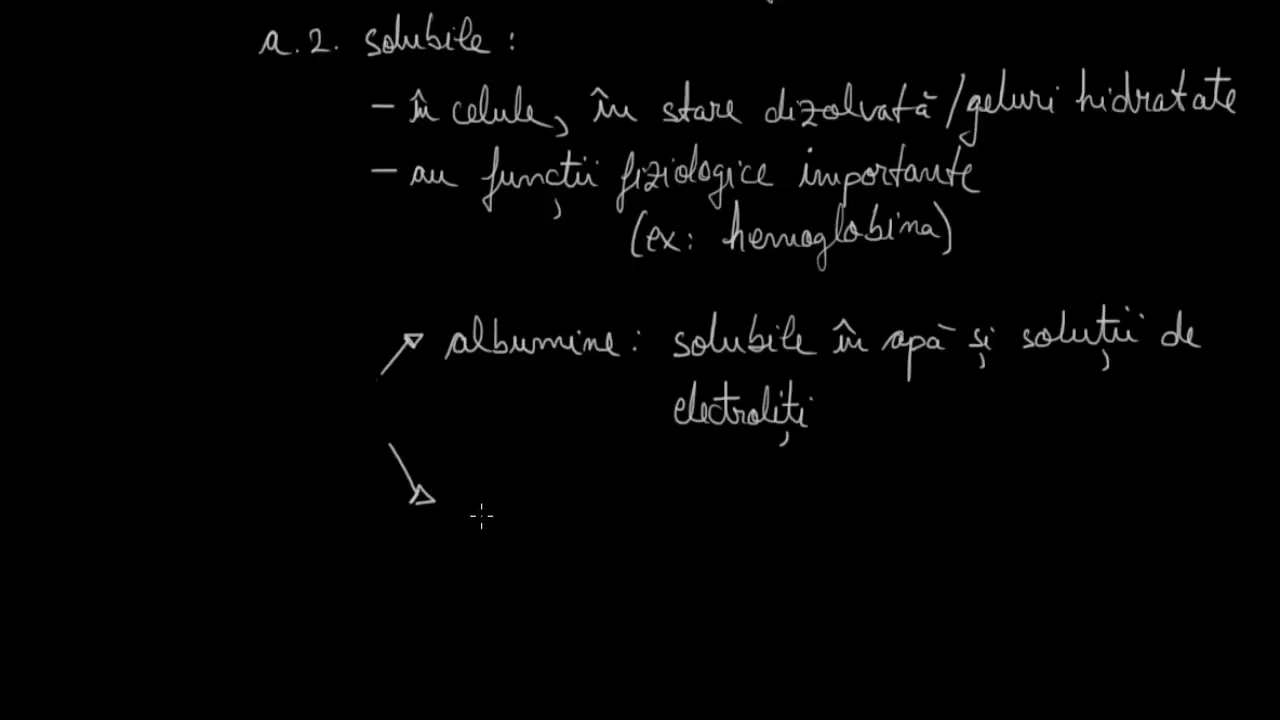 a.2. solubile :
- în celule, în stare dizolvată/geluri hidratate
- au funcții fiziologice importante
(ex: hemoglobina)
albumine : solubile în apă și soluții de
electroliți